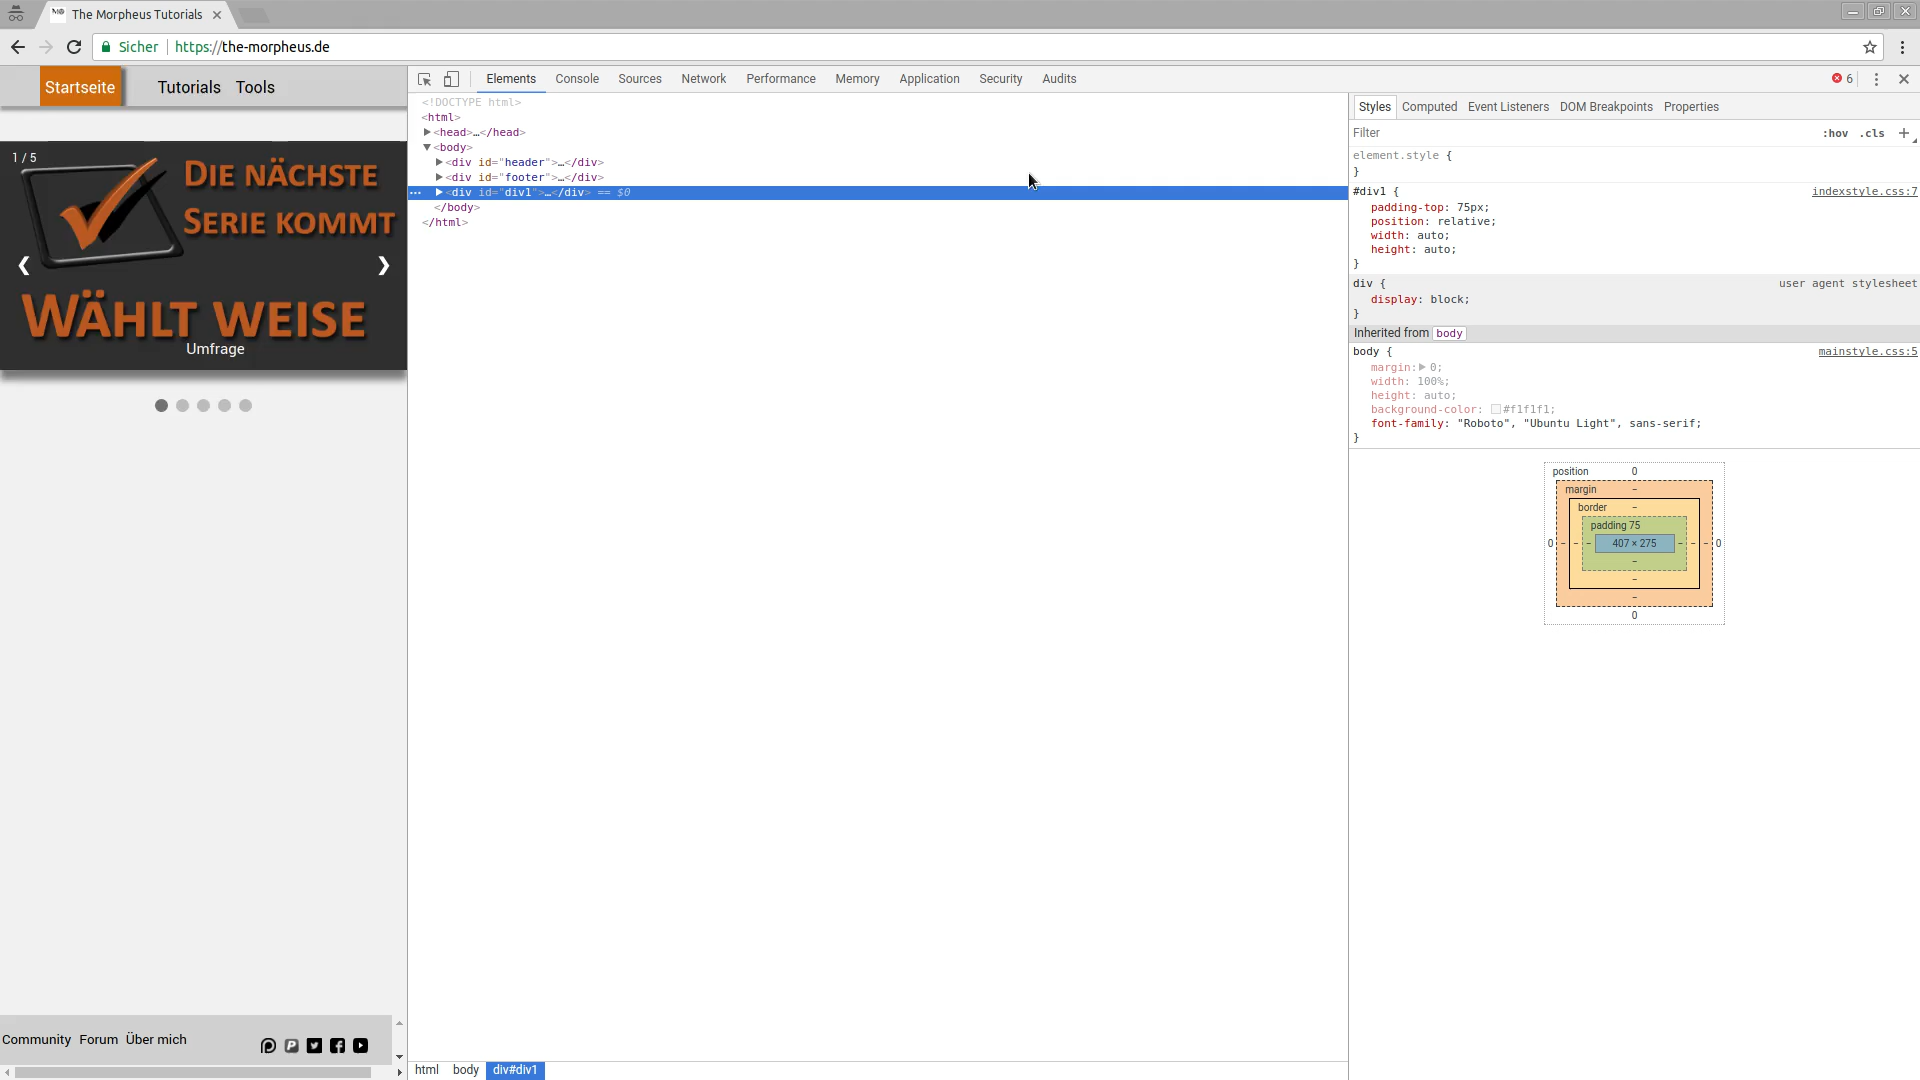 The Morpheus Tutorials
Sicher https://the-morpheus.de
Startseite Tutorials Tools
1 / 5
DIE NÄCHSTE
SERIE KOMMT
❮ ❯
WÄHLT WEISE
Umfrage
Community Forum Über mich
Elements Console Sources Network Performance Memory Application Security Audits 6
<!DOCTYPE html>
<html>
<head>…</head>
<body>
<div id="header">…</div>
<div id="footer">…</div>
<div id="div1">…</div> == $0
</body>
</html>
html body div#div1
Styles Computed Event Listeners DOM Breakpoints Properties
Filter :hov .cls +
element.style {
}
#div1 { indexstyle.css:7
padding-top: 75px;
position: relative;
width: auto;
height: auto;
}
div { user agent stylesheet
display: block;
}
Inherited from body
body { mainstyle.css:5
margin: 0;
width: 100%;
height: auto;
background-color: #f1f1f1;
font-family: "Roboto", "Ubuntu Light", sans-serif;
}
position 0
margin –
border –
padding 75
0 – – – 407 × 275 – – – 0
–
–
–
0